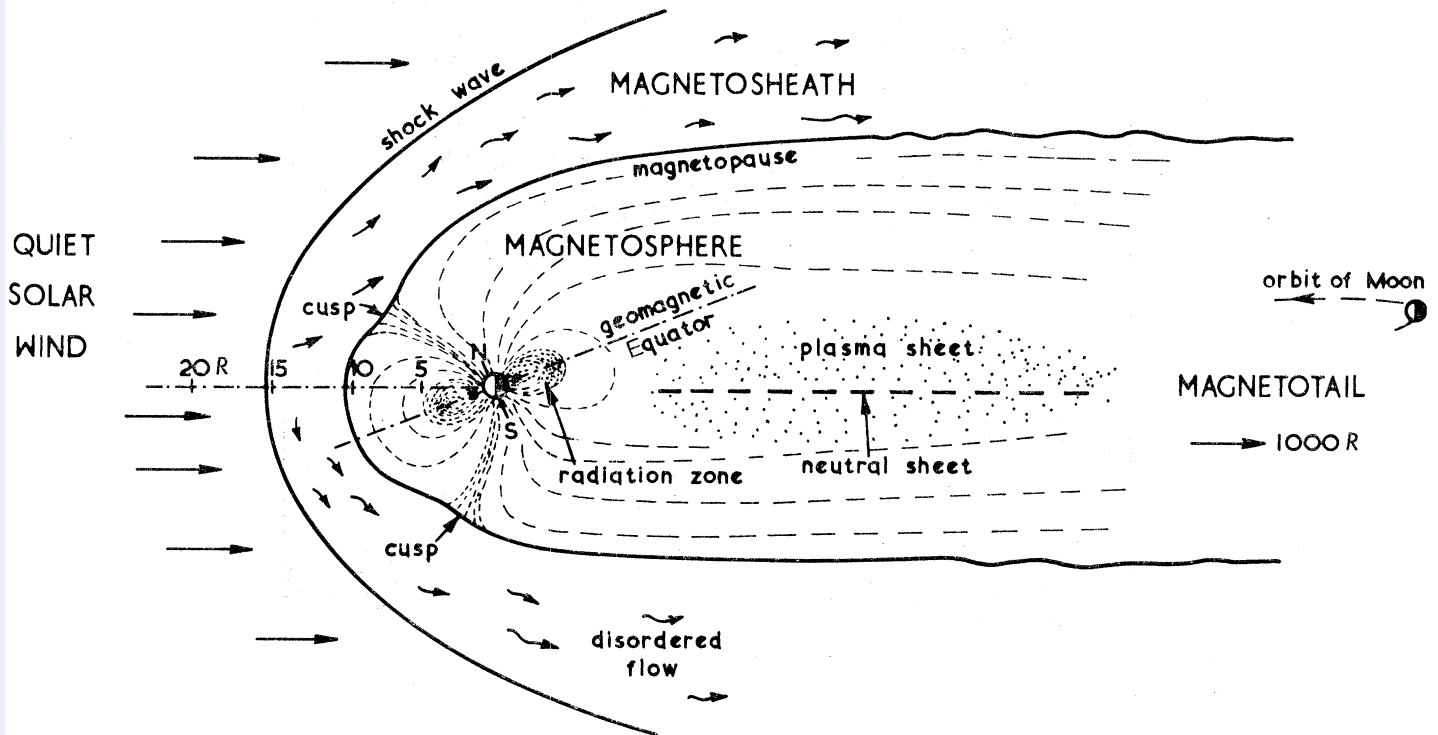 shock wave
MAGNETOSHEATH
magnetopause
QUIET
SOLAR
WIND
MAGNETOSPHERE
cusp
geomagnetic
Equator
orbit of Moon
plasma sheet
20 R
15
10
5
N
S
MAGNETOTAIL
1000 R
radiation zone
neutral sheet
cusp
disordered
flow